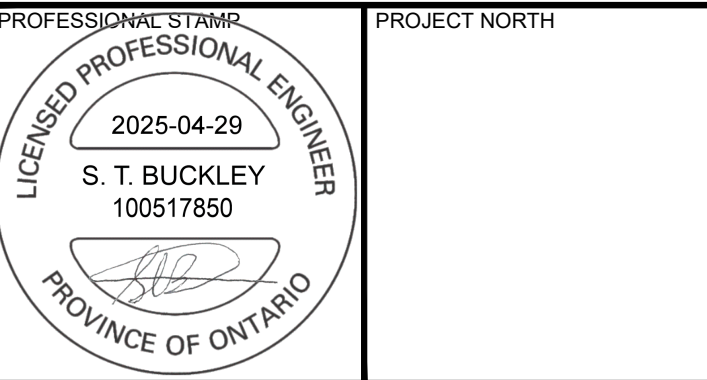 PROFESSIONAL STAMP
PROJECT NORTH
LICENSED PROFESSIONAL ENGINEER
2025-04-29
S. T. BUCKLEY
100517850
PROVINCE OF ONTARIO